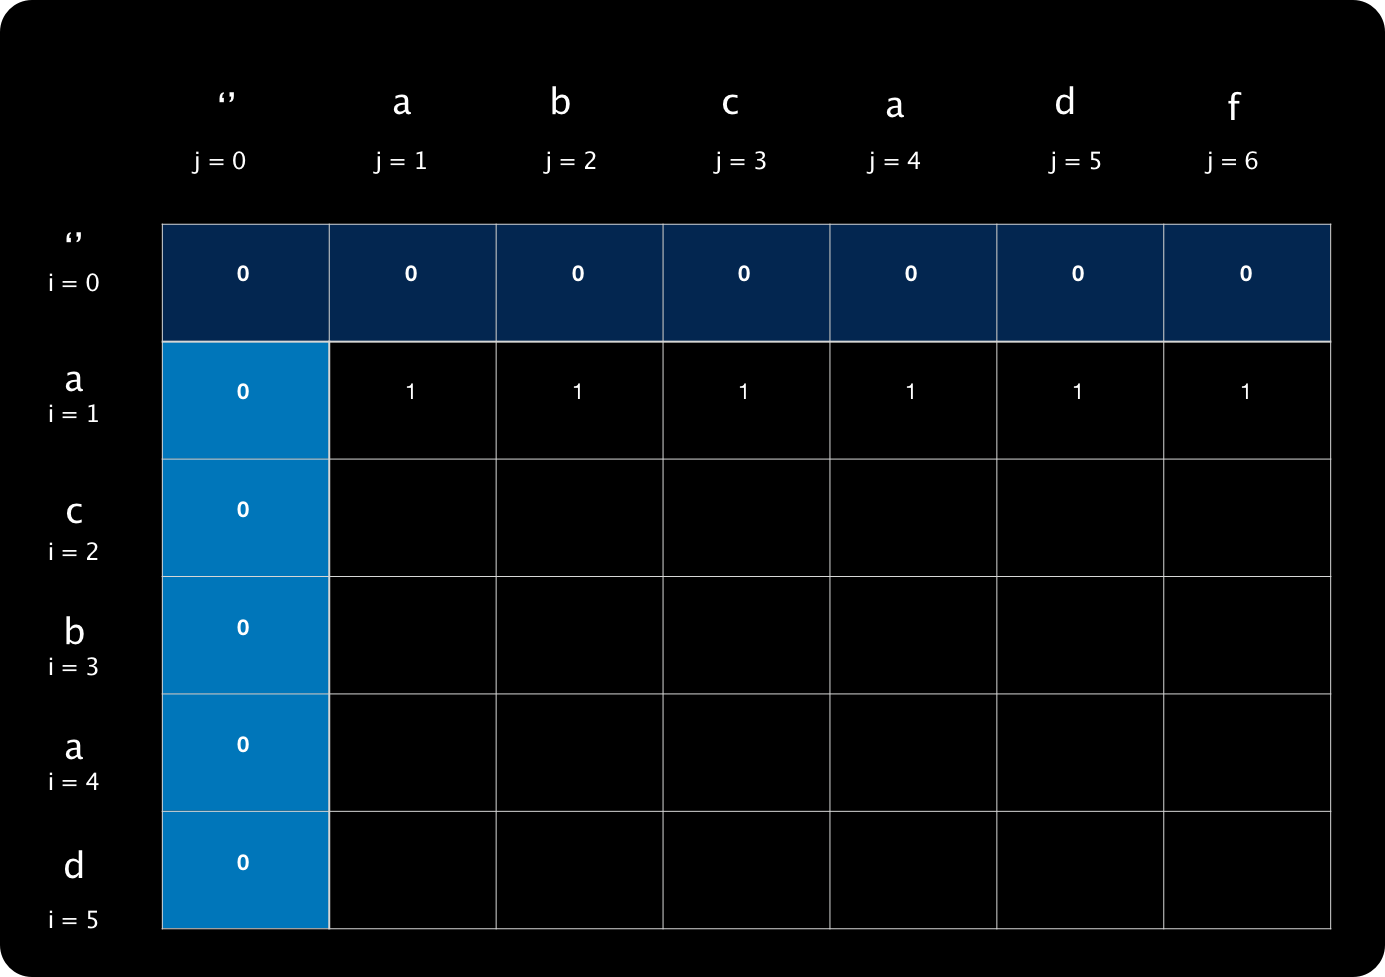 ‘’ a b c a d f
j = 0 j = 1 j = 2 j = 3 j = 4 j = 5 j = 6
‘’
i = 0 0 0 0 0 0 0 0
a
i = 1 0 1 1 1 1 1 1
c
i = 2 0
b
i = 3 0
a
i = 4 0
d
i = 5 0